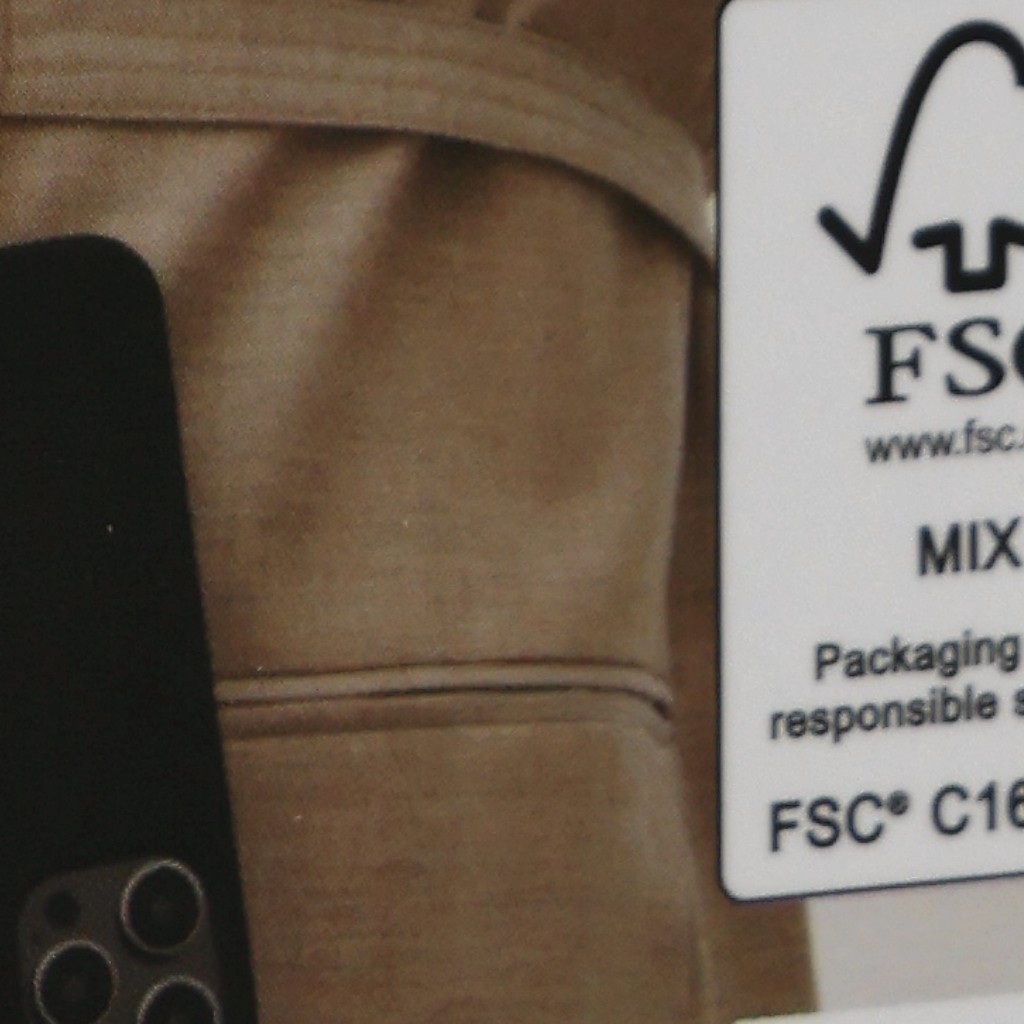 FSC
www.fsc.
MIX
Packaging
responsible s
FSC® C16